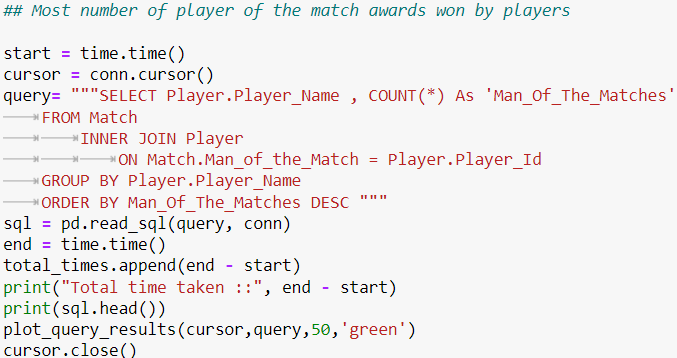 ## Most number of player of the match awards won by players
start = time.time()
cursor = conn.cursor()
query= """SELECT Player.Player_Name , COUNT(*) As 'Man_Of_The_Matches'
FROM Match
INNER JOIN Player
ON Match.Man_of_the_Match = Player.Player_Id
GROUP BY Player.Player_Name
ORDER BY Man_Of_The_Matches DESC """
sql = pd.read_sql(query, conn)
end = time.time()
total_times.append(end - start)
print("Total time taken ::", end - start)
print(sql.head())
plot_query_results(cursor,query,50,'green')
cursor.close()